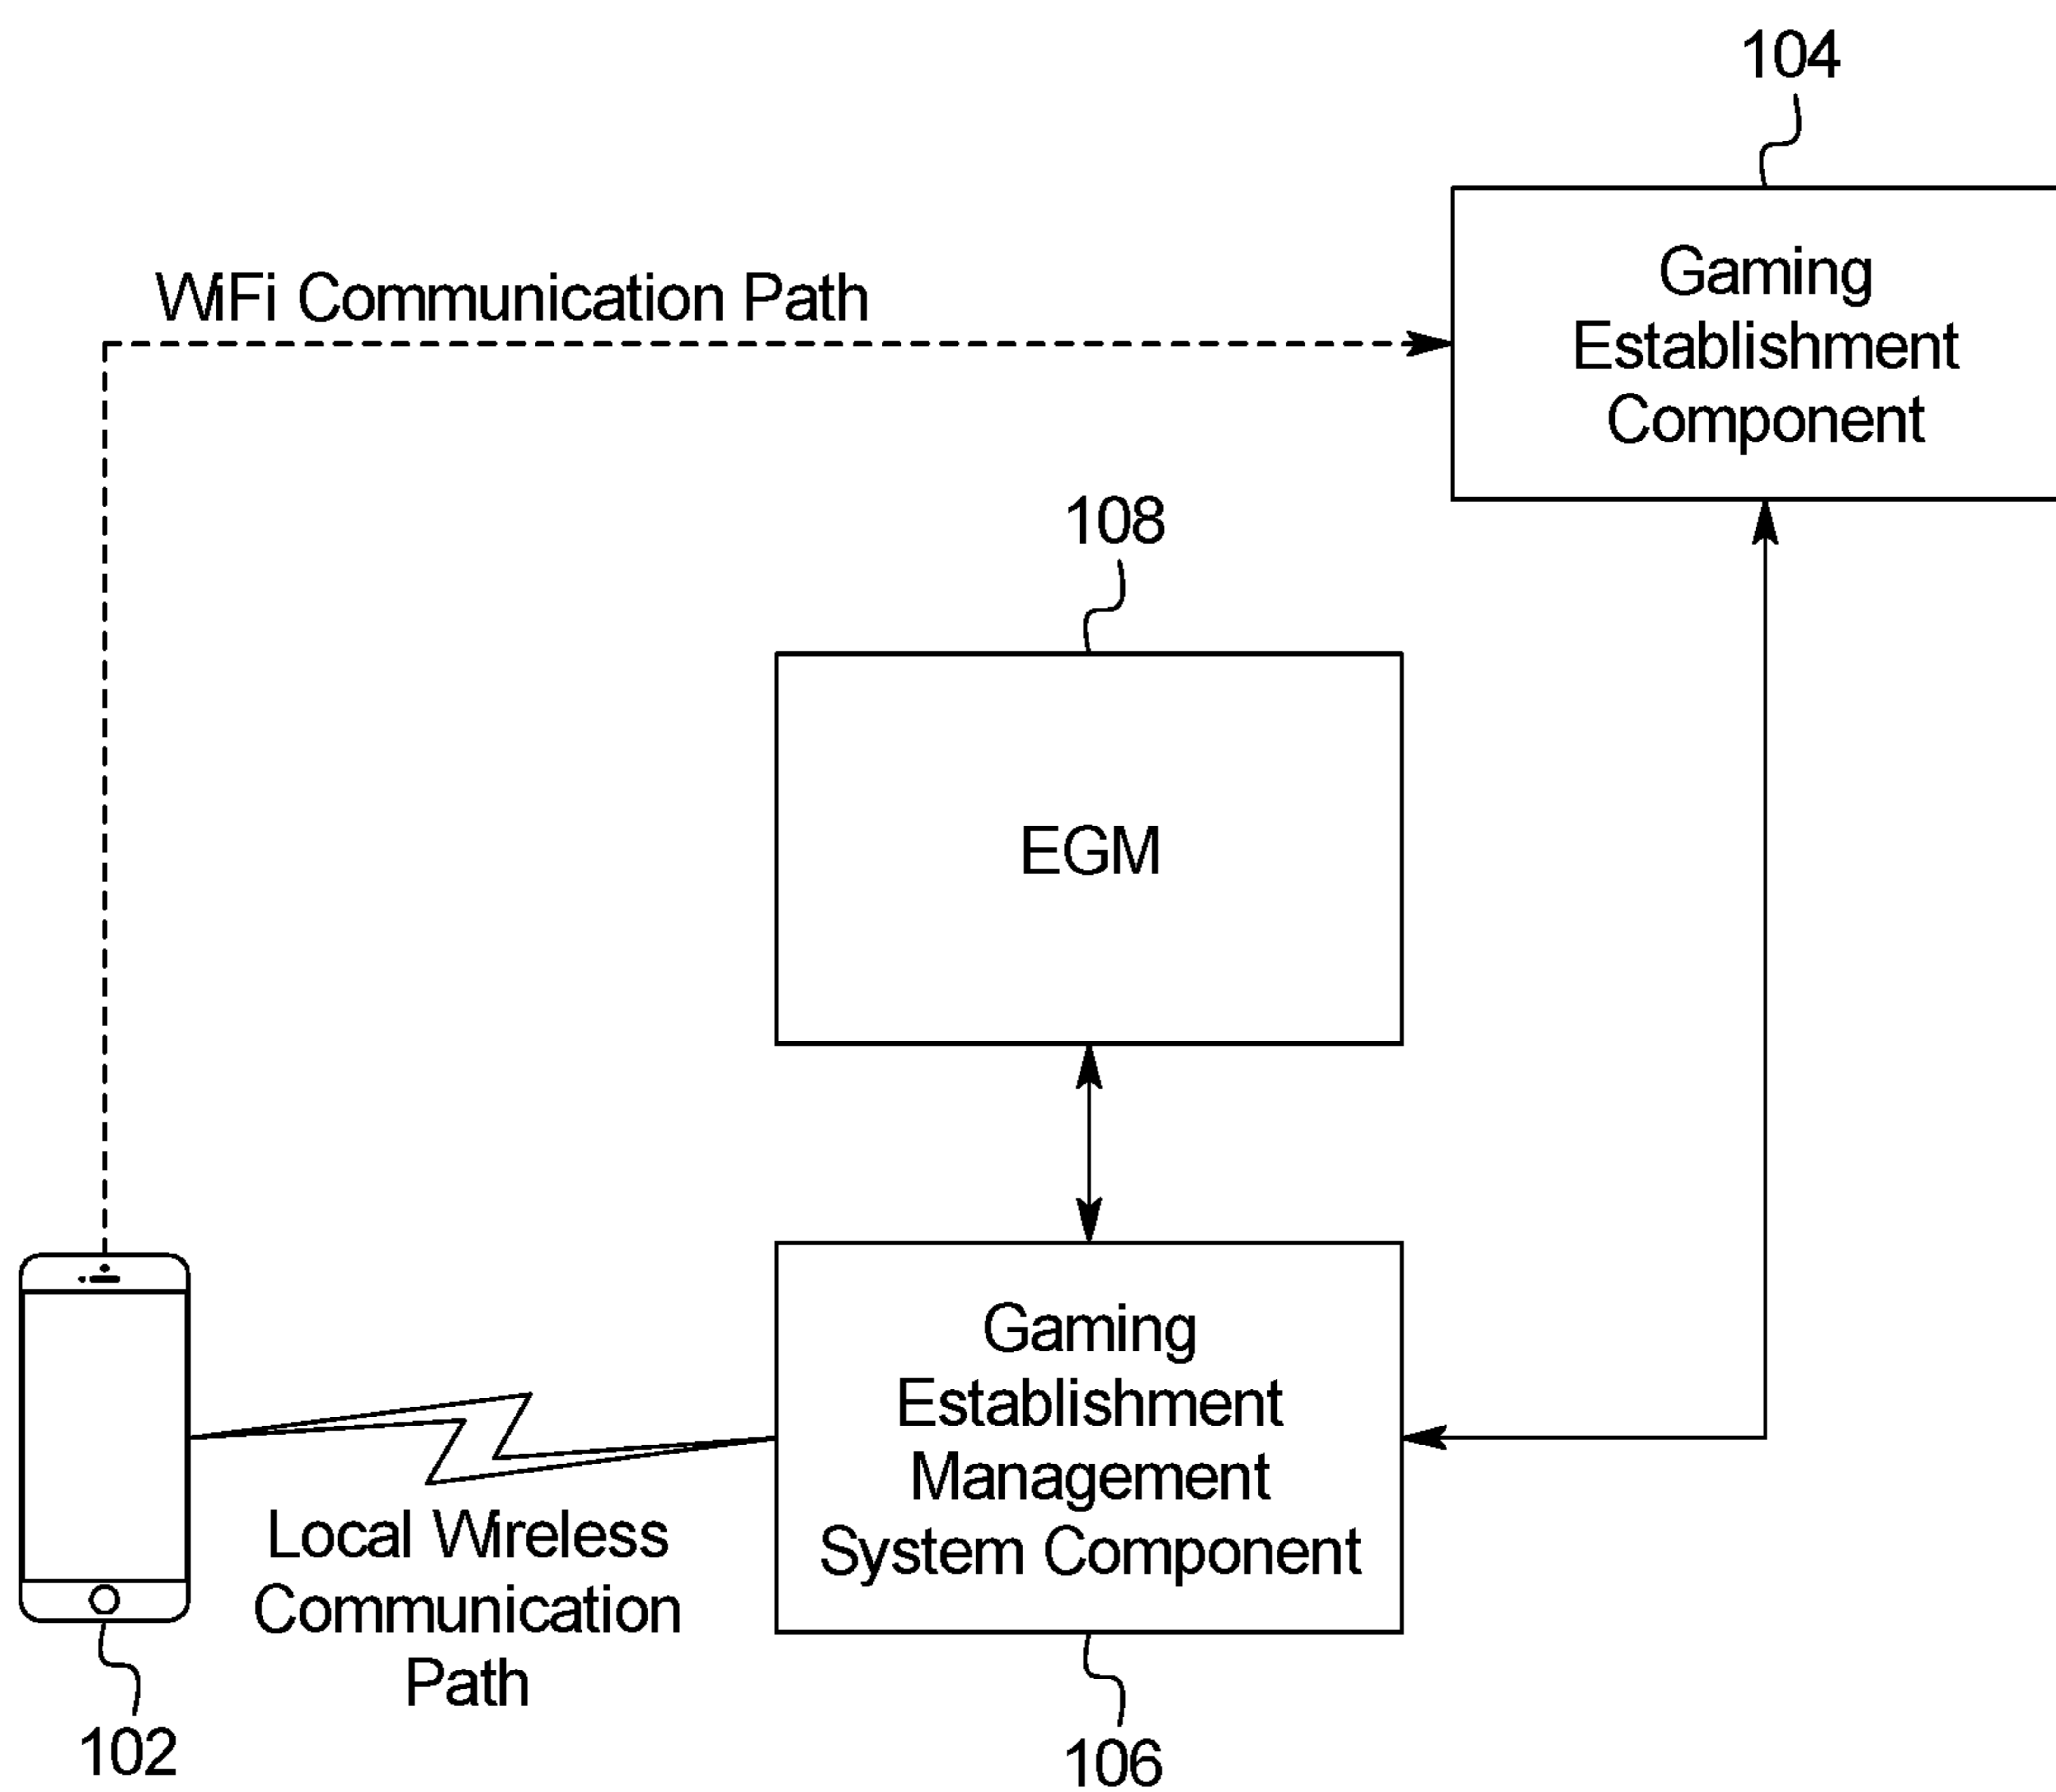 104
WiFi Communication Path
Gaming
Establishment
Component
108
EGM
Gaming
Establishment
Management
System Component
Local Wireless
Communication
Path
102
106